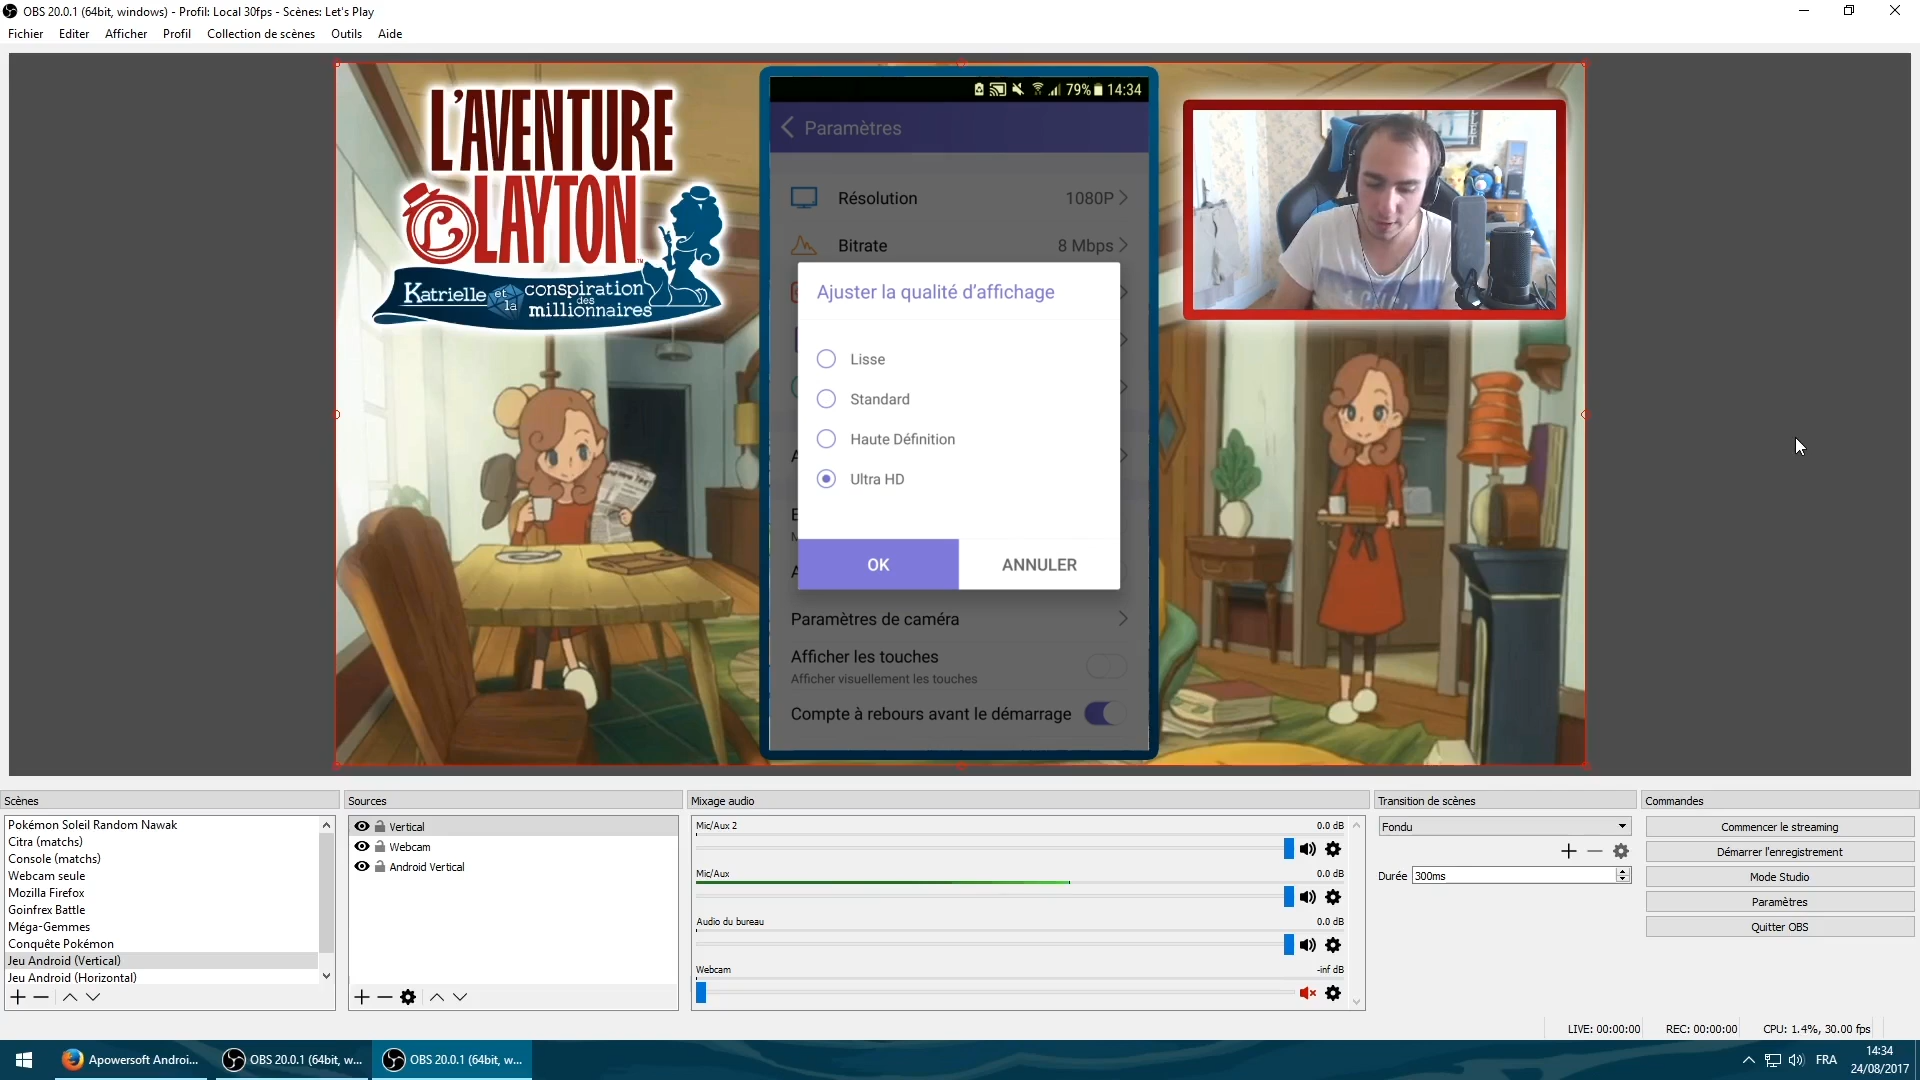 OBS 20.0.1 (64bit, windows) - Profil: Local 30fps - Scènes: Let's Play
Fichier Editer Afficher Profil Collection de scènes Outils Aide
L'AVENTURE
LAYTON
Katrielle et la conspiration des millionnaires
79% 14:34
Paramètres
Résolution 1080P
Bitrate 8 Mbps
Ajuster la qualité d'affichage
Lisse
Standard
Haute Définition
Ultra HD
OK ANNULER
Paramètres de caméra
Afficher les touches
Afficher visuellement les touches
Compte à rebours avant le démarrage
Scènes
Pokémon Soleil Random Nawak
Citra (matchs)
Console (matchs)
Webcam seule
Mozilla Firefox
Goinfrex Battle
Méga-Gemmes
Conquête Pokémon
Jeu Android (Vertical)
Jeu Android (Horizontal)
Sources
Vertical
Webcam
Android Vertical
Mixage audio
Mic/Aux 2 0.0 dB
Mic/Aux 0.0 dB
Audio du bureau 0.0 dB
Webcam -inf dB
Transition de scènes
Fondu
Durée 300ms
Commandes
Commencer le streaming
Démarrer l'enregistrement
Mode Studio
Paramètres
Quitter OBS
LIVE: 00:00:00 REC: 00:00:00 CPU: 1.4%, 30.00 fps
Apowersoft Androi... OBS 20.0.1 (64bit, w... OBS 20.0.1 (64bit, w... FRA 14:34
24/08/2017